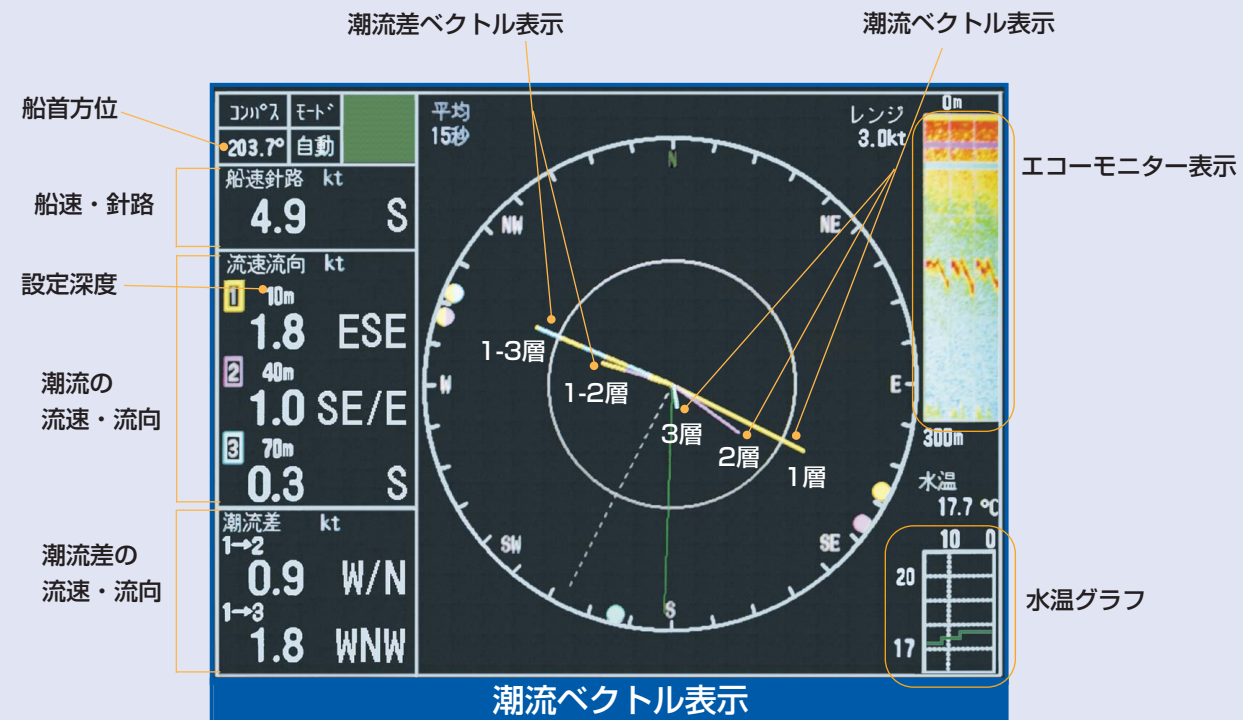 潮流差ベクトル表示
潮流ベクトル表示
船首方位
船速・針路
設定深度
潮流の
流速・流向
潮流差の
流速・流向
コンパス モード
203.7° 自動
船速針路 kt
4.9 S
流速流向 kt
1 10m
1.8 ESE
2 40m
1.0 SE/E
3 70m
0.3 S
潮流差 kt
1→2
0.9 W/N
1→3
1.8 WNW
平均
15秒
レンジ
3.0kt
N
NW
NE
W
E
SW
SE
S
1-3層
1-2層
3層
2層
1層
0m
300m
水温
17.7 ℃
10 0
20
17
エコーモニター表示
水温グラフ
潮流ベクトル表示